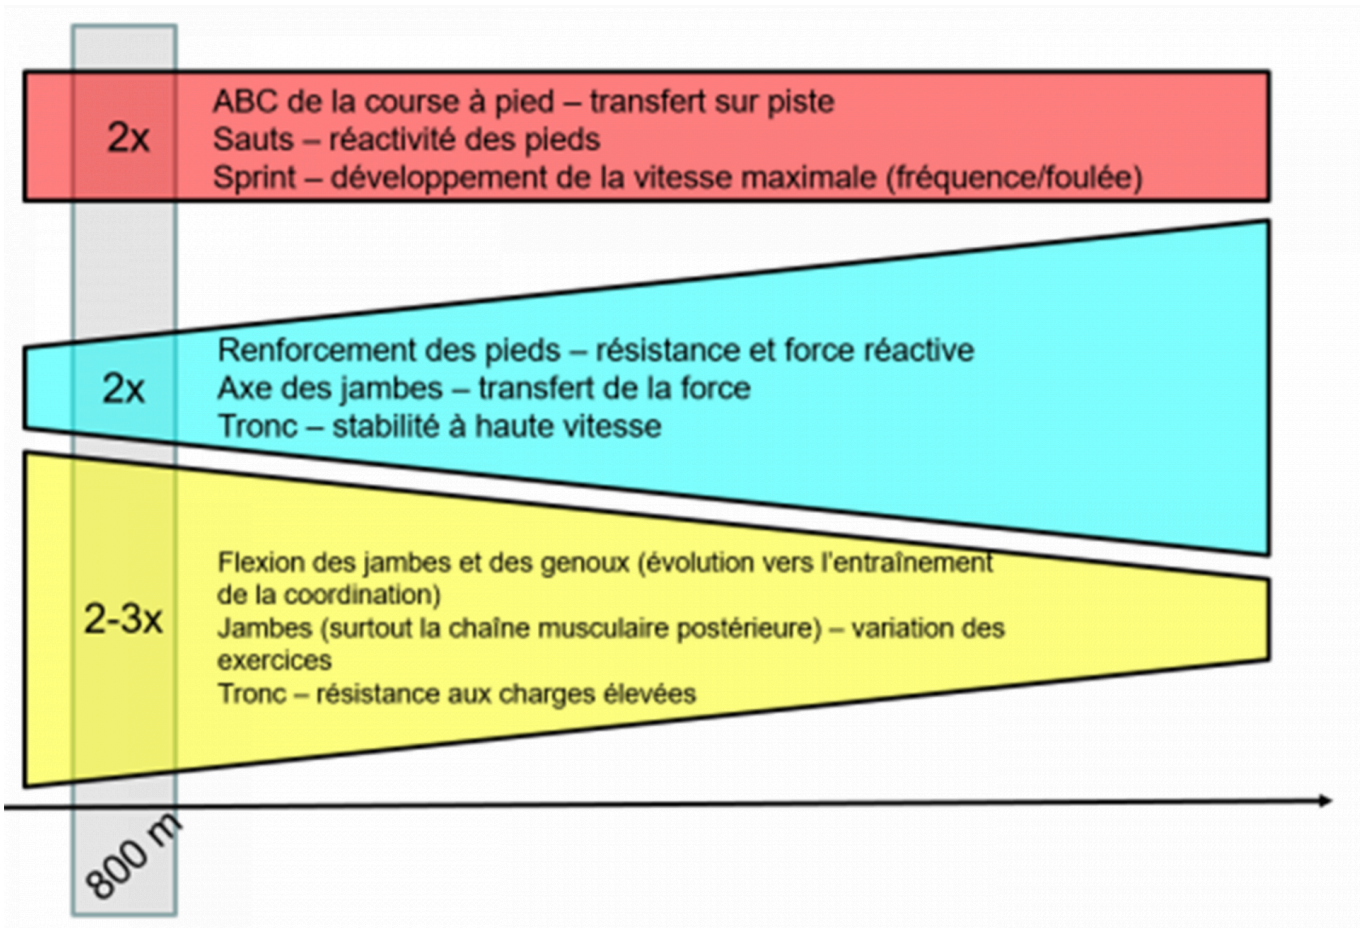 2x
ABC de la course à pied – transfert sur piste
Sauts – réactivité des pieds
Sprint – développement de la vitesse maximale (fréquence/foulée)
2x
Renforcement des pieds – résistance et force réactive
Axe des jambes – transfert de la force
Tronc – stabilité à haute vitesse
2-3x
Flexion des jambes et des genoux (évolution vers l'entraînement
de la coordination)
Jambes (surtout la chaîne musculaire postérieure) – variation des
exercices
Tronc – résistance aux charges élevées
800 m